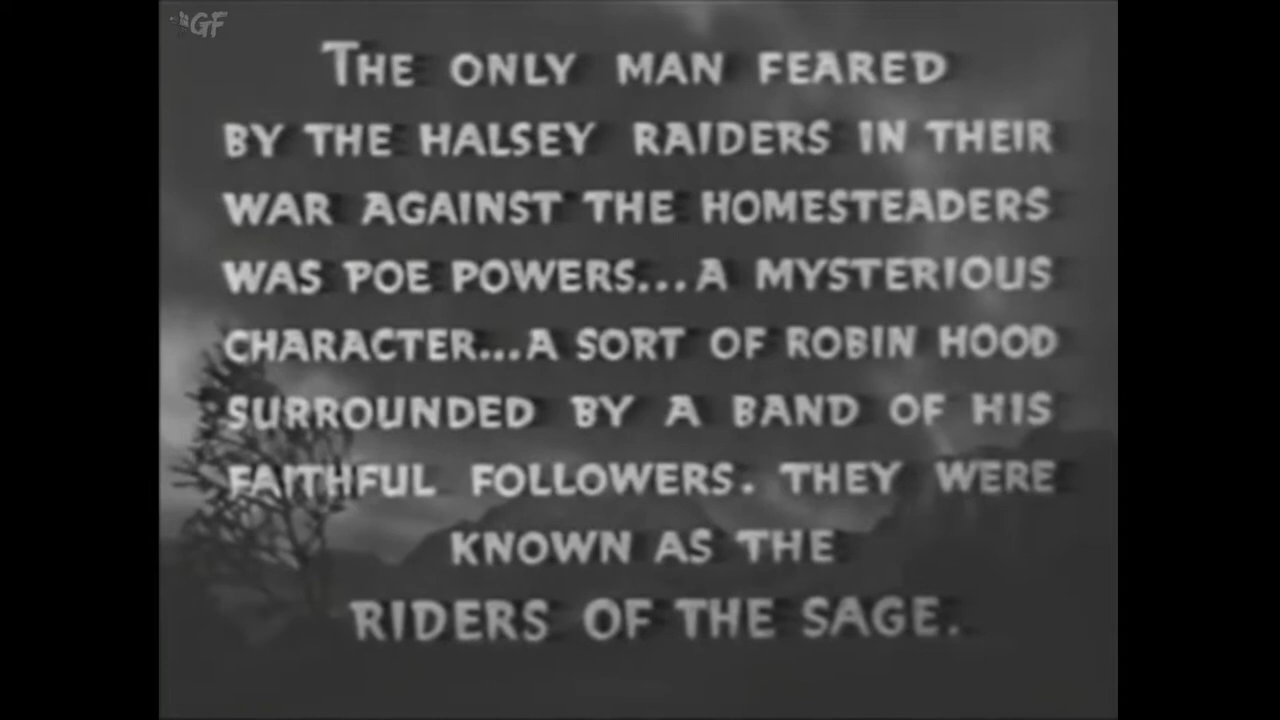 GF
THE ONLY MAN FEARED
BY THE HALSEY RAIDERS IN THEIR
WAR AGAINST THE HOMESTEADERS
WAS POE POWERS...A MYSTERIOUS
CHARACTER...A SORT OF ROBIN HOOD
SURROUNDED BY A BAND OF HIS
FAITHFUL FOLLOWERS. THEY WERE
KNOWN AS THE
RIDERS OF THE SAGE.